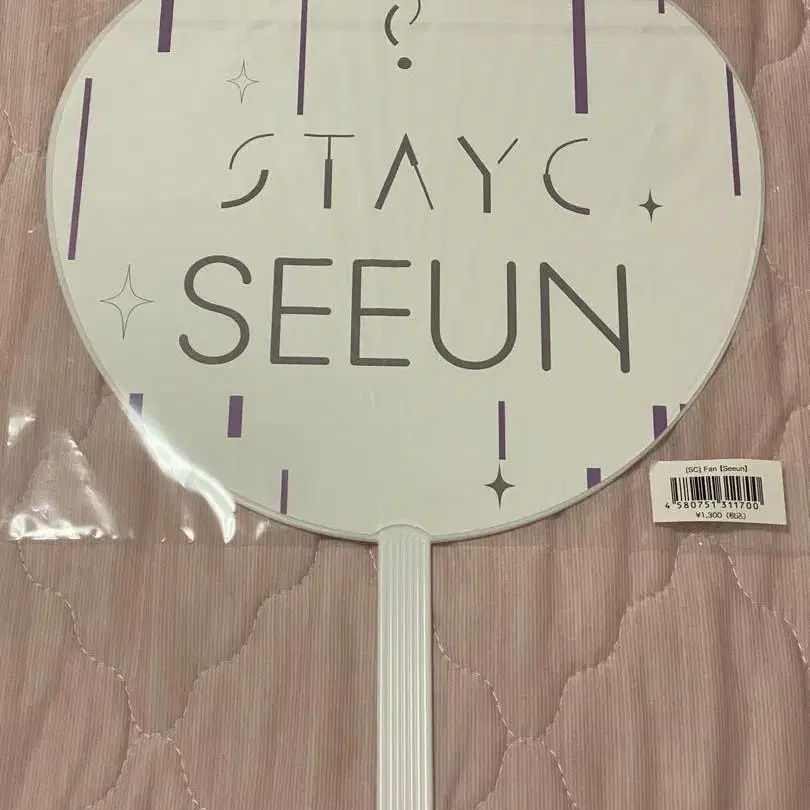 STAYC
SEEUN
[SC] Fan【Seeun】
4 580751 311700
¥1,300（税込）